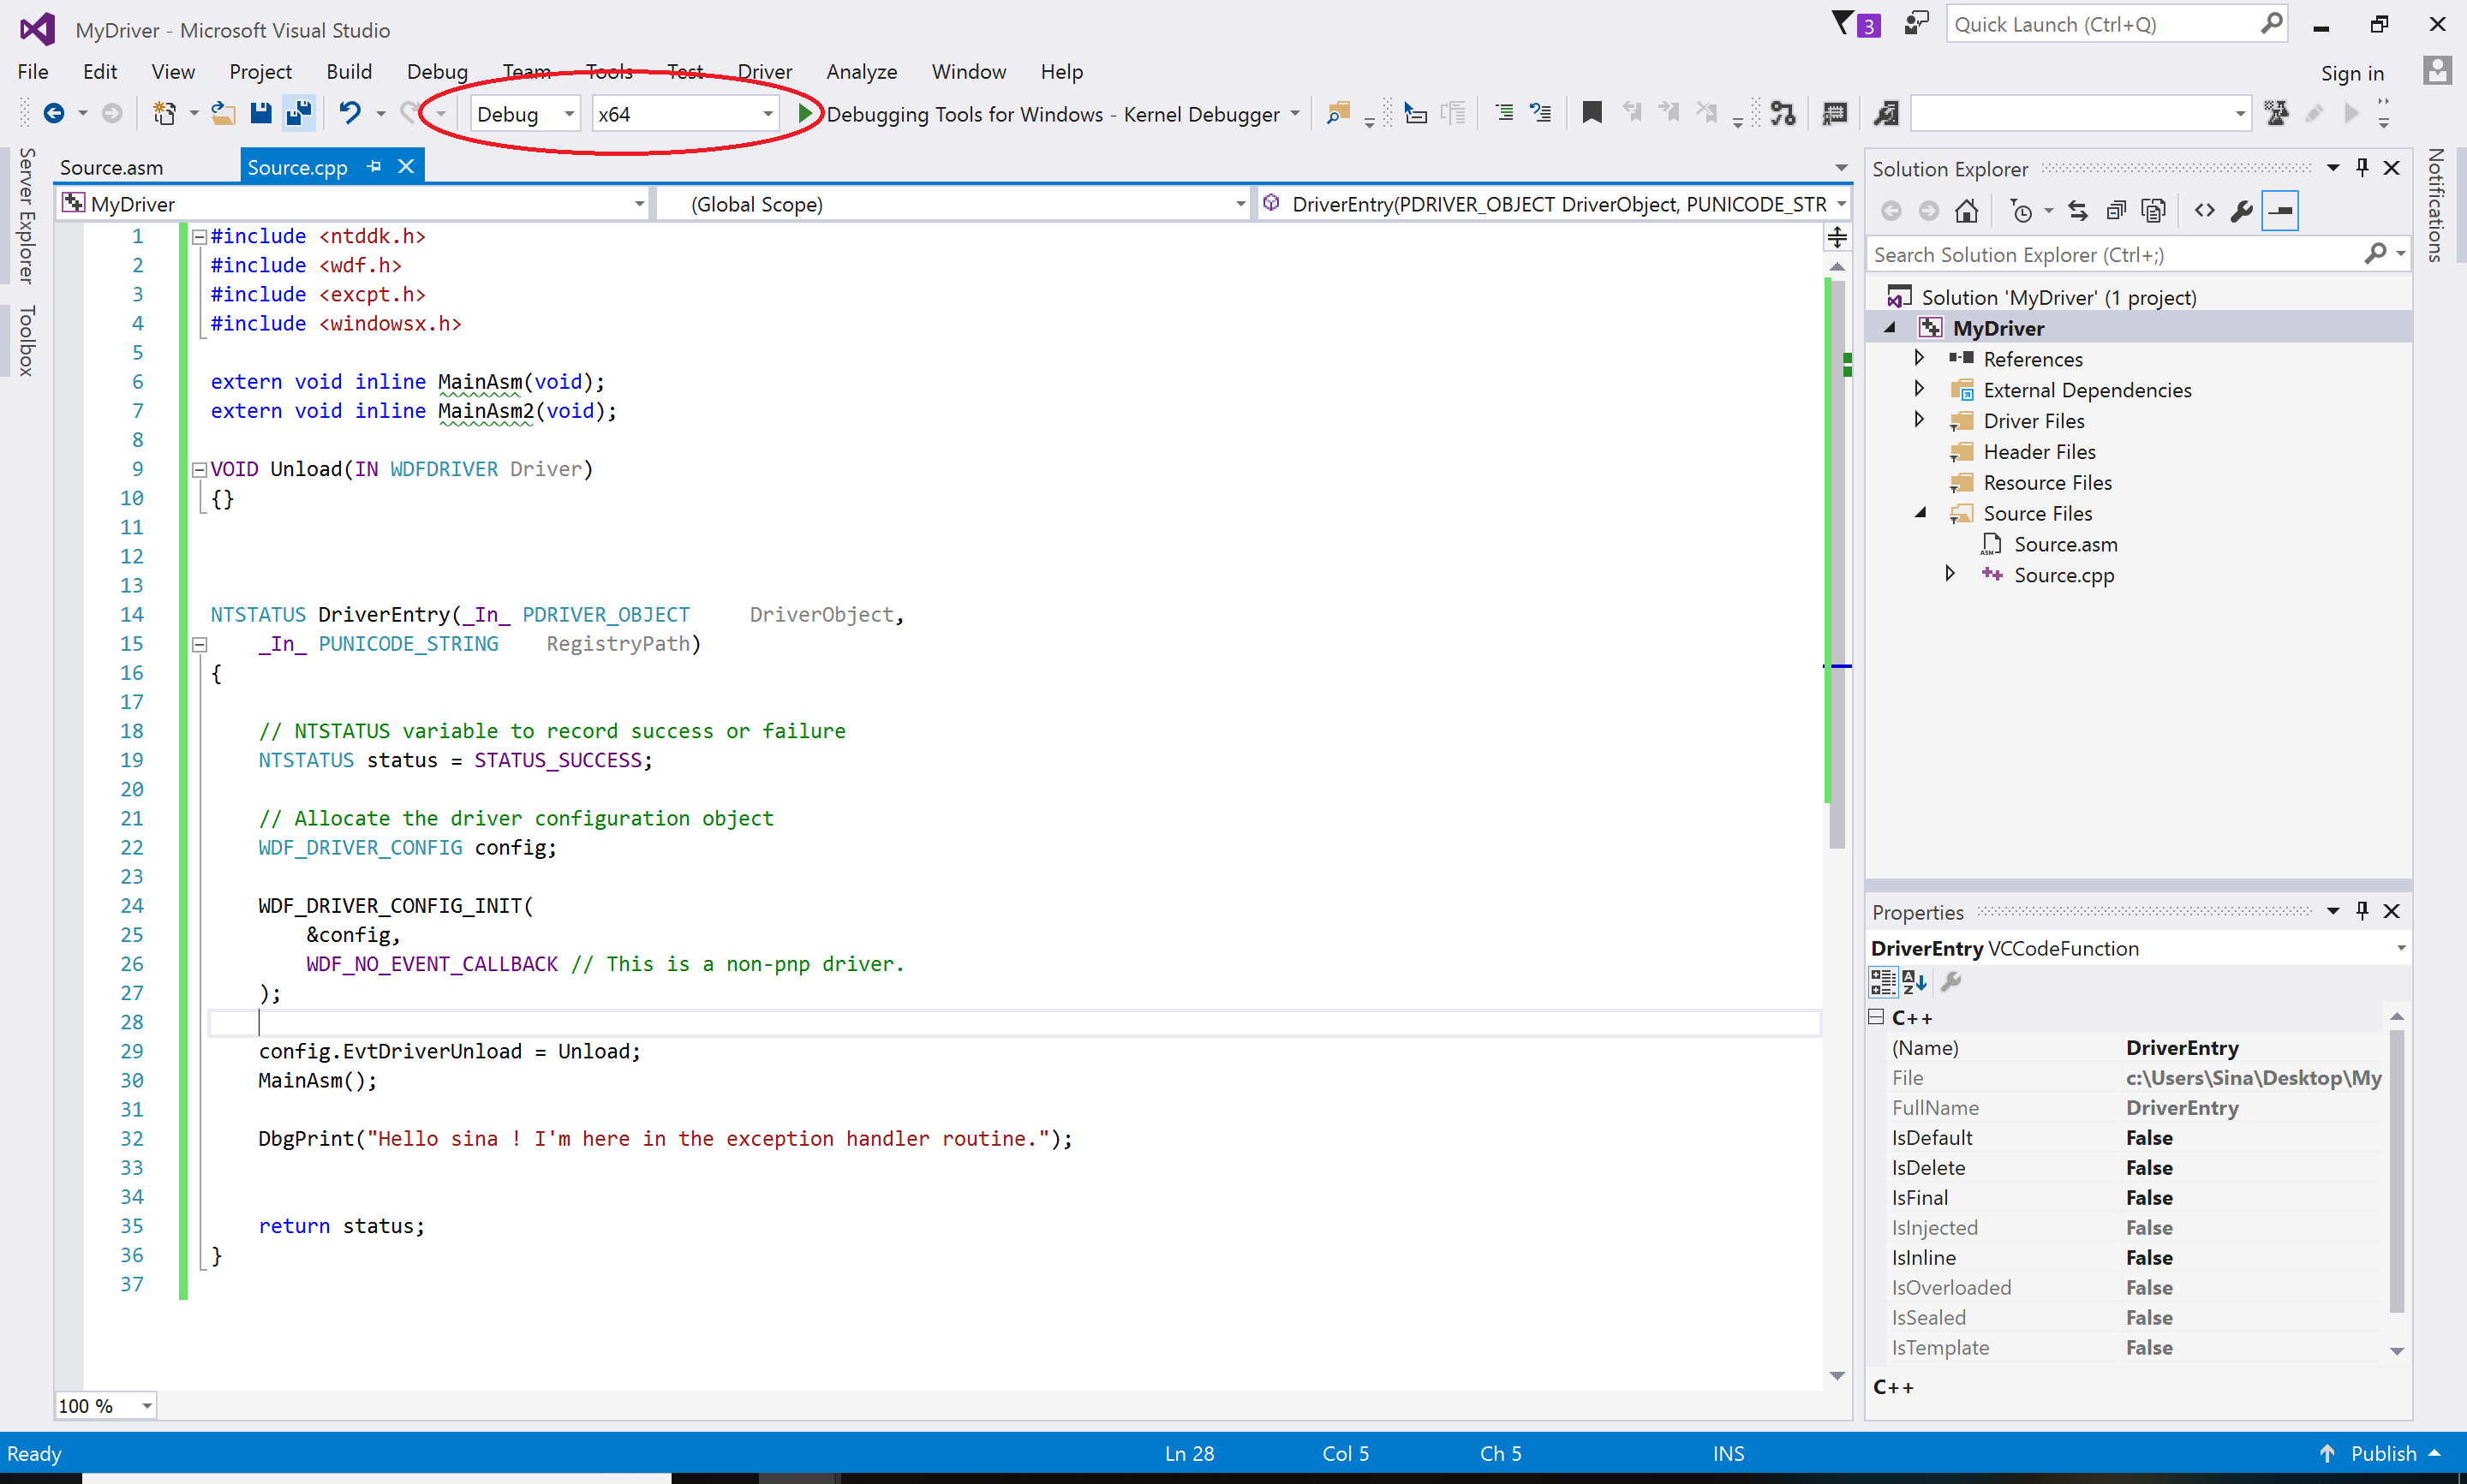 MyDriver - Microsoft Visual Studio
3
Quick Launch (Ctrl+Q)
File Edit View Project Build Debug Team Tools Test Driver Analyze Window Help
Sign in
Debug x64 Debugging Tools for Windows - Kernel Debugger
Server Explorer
Toolbox
Source.asm Source.cpp
MyDriver (Global Scope) DriverEntry(PDRIVER_OBJECT DriverObject, PUNICODE_STR
1 #include <ntddk.h>
2 #include <wdf.h>
3 #include <excpt.h>
4 #include <windowsx.h>
5
6 extern void inline MainAsm(void);
7 extern void inline MainAsm2(void);
8
9 VOID Unload(IN WDFDRIVER Driver)
10 {}
11
12
13
14 NTSTATUS DriverEntry(_In_ PDRIVER_OBJECT     DriverObject,
15     _In_ PUNICODE_STRING    RegistryPath)
16 {
17
18     // NTSTATUS variable to record success or failure
19     NTSTATUS status = STATUS_SUCCESS;
20
21     // Allocate the driver configuration object
22     WDF_DRIVER_CONFIG config;
23
24     WDF_DRIVER_CONFIG_INIT(
25         &config,
26         WDF_NO_EVENT_CALLBACK // This is a non-pnp driver.
27     );
28
29     config.EvtDriverUnload = Unload;
30     MainAsm();
31
32     DbgPrint("Hello sina ! I'm here in the exception handler routine.");
33
34
35     return status;
36 }
37
100 %
Solution Explorer
Search Solution Explorer (Ctrl+;)
Solution 'MyDriver' (1 project)
MyDriver
References
External Dependencies
Driver Files
Header Files
Resource Files
Source Files
ASM Source.asm
Source.cpp
Notifications
Properties
DriverEntry VCCodeFunction
C++
(Name) DriverEntry
File c:\Users\Sina\Desktop\My
FullName DriverEntry
IsDefault False
IsDelete False
IsFinal False
IsInjected False
IsInline False
IsOverloaded False
IsSealed False
IsTemplate False
C++
Ready Ln 28 Col 5 Ch 5 INS Publish